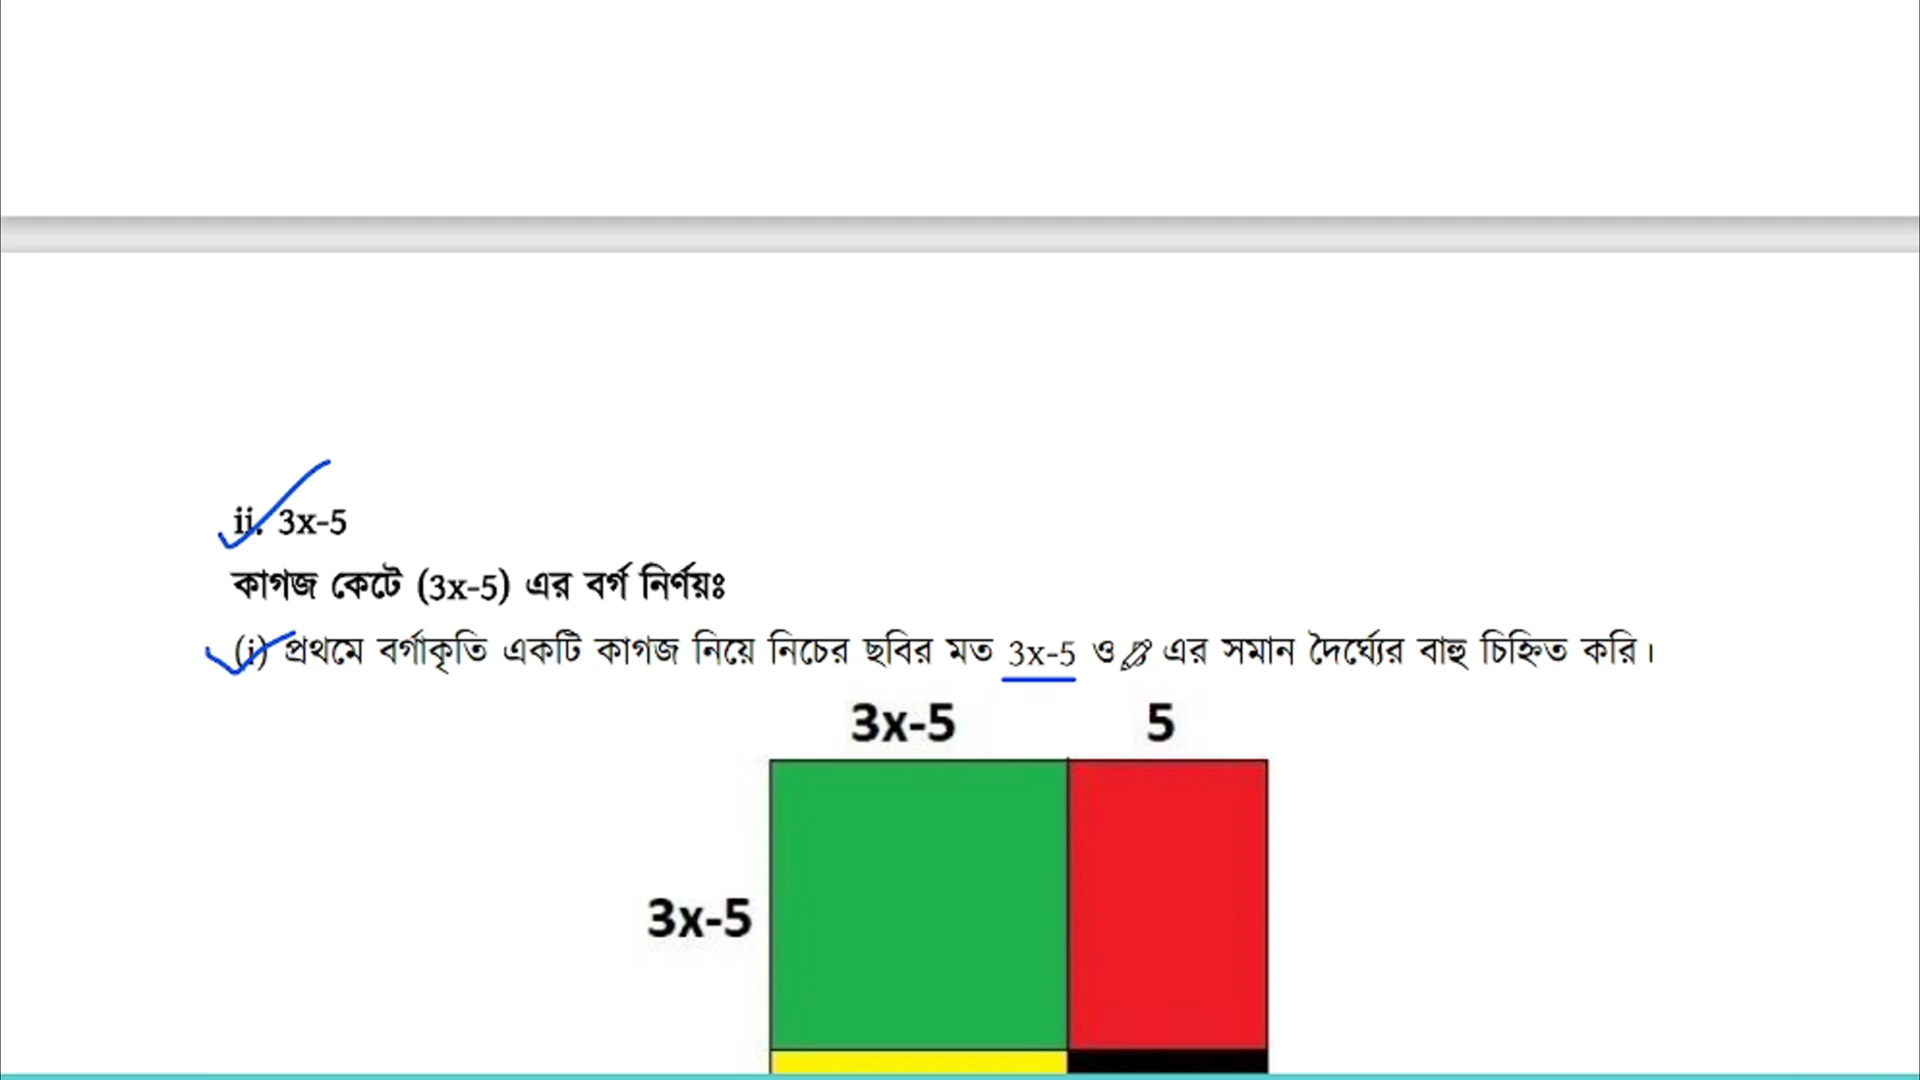 ii. 3x-5
কাগজ কেটে (3x-5) এর বর্গ নির্ণয়ঃ
(i) প্রথমে বর্গাকৃতি একটি কাগজ নিয়ে নিচের ছবির মত 3x-5 ও এর সমান দৈর্ঘ্যের বাহু চিহ্নিত করি।
3x-5 5
3x-5